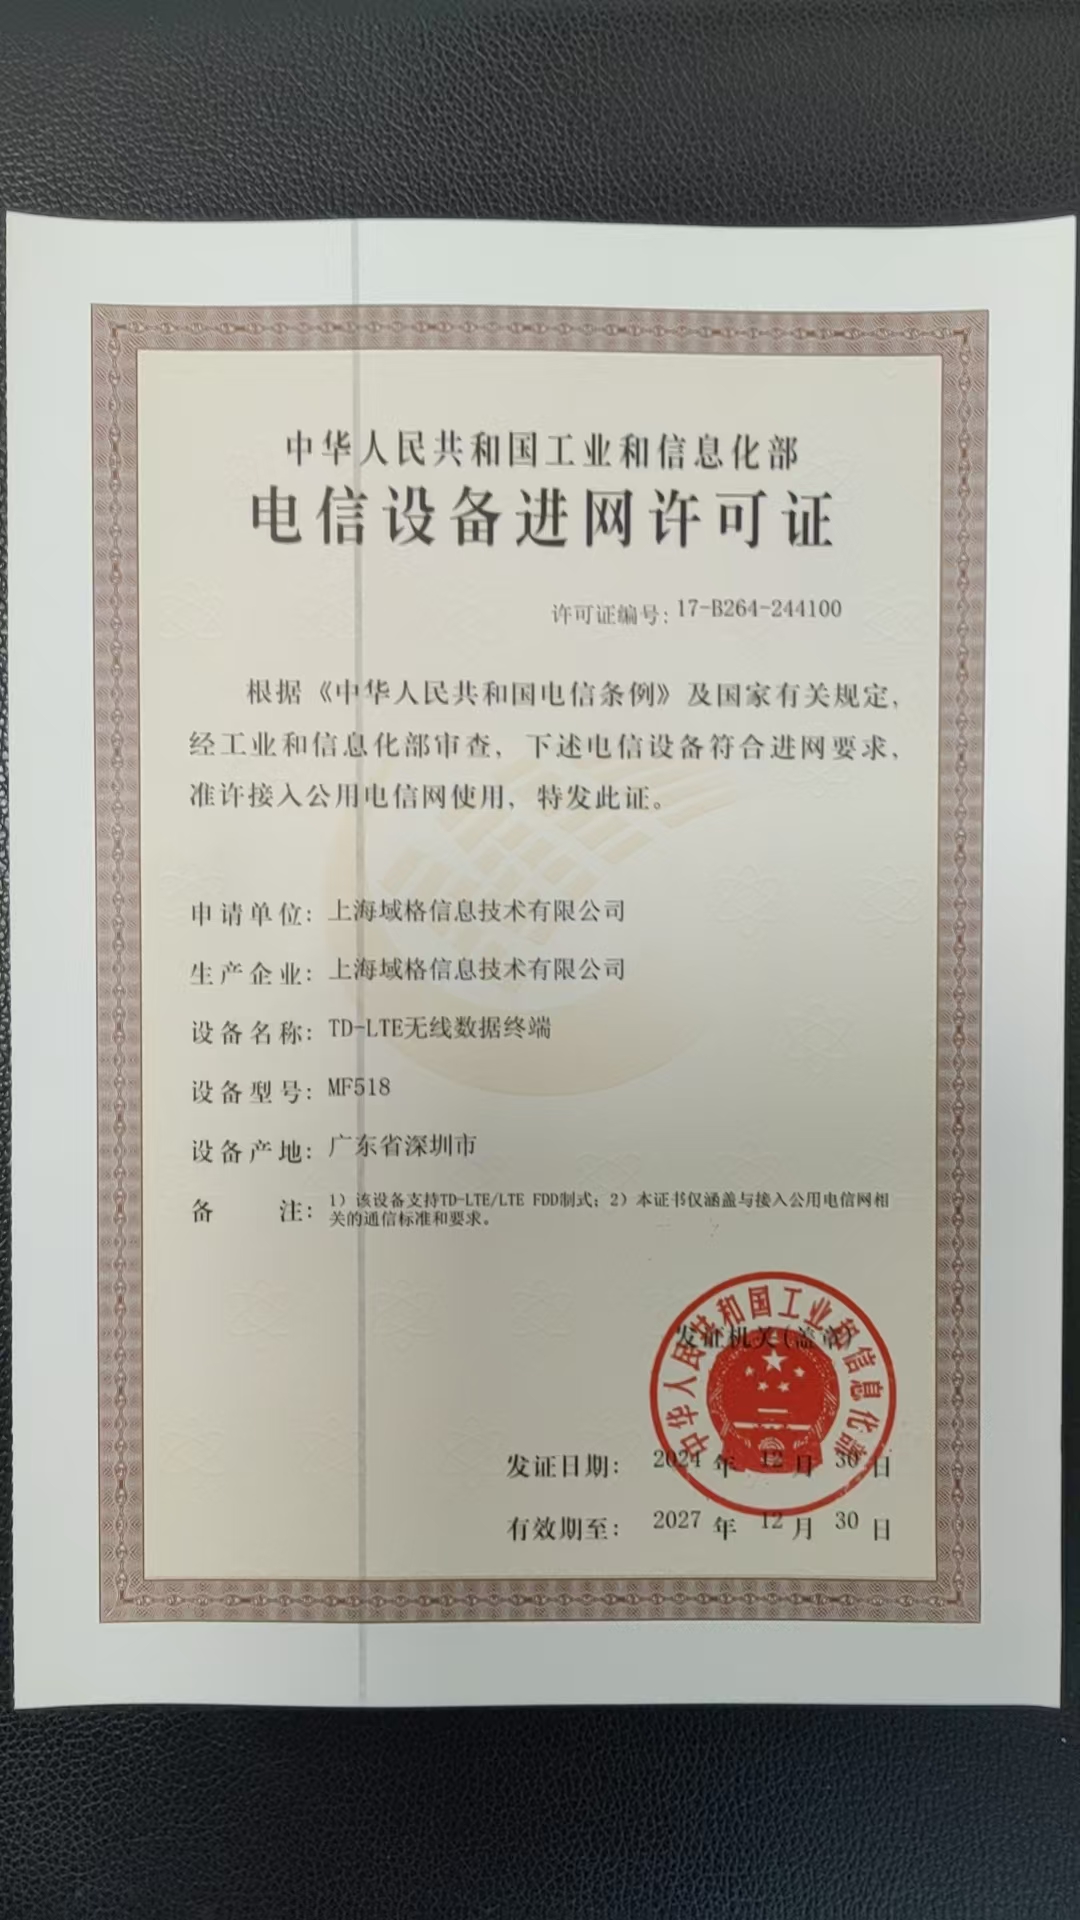 中华人民共和国工业和信息化部
电信设备进网许可证
许可证编号: 17-B264-244100
根据《中华人民共和国电信条例》及国家有关规定,
经工业和信息化部审查, 下述电信设备符合进网要求,
准许接入公用电信网使用, 特发此证。
申请单位: 上海域格信息技术有限公司
生产企业: 上海域格信息技术有限公司
设备名称: TD-LTE无线数据终端
设备型号: MF518
设备产地: 广东省深圳市
备 注: 1) 该设备支持TD-LTE/LTE FDD制式; 2) 本证书仅涵盖与接入公用电信网相
关的通信标准和要求。
中华人民共和国工业和信息化部
发证机关(盖章)
发证日期: 2024 年 12 月 30 日
有效期至: 2027 年 12 月 30 日